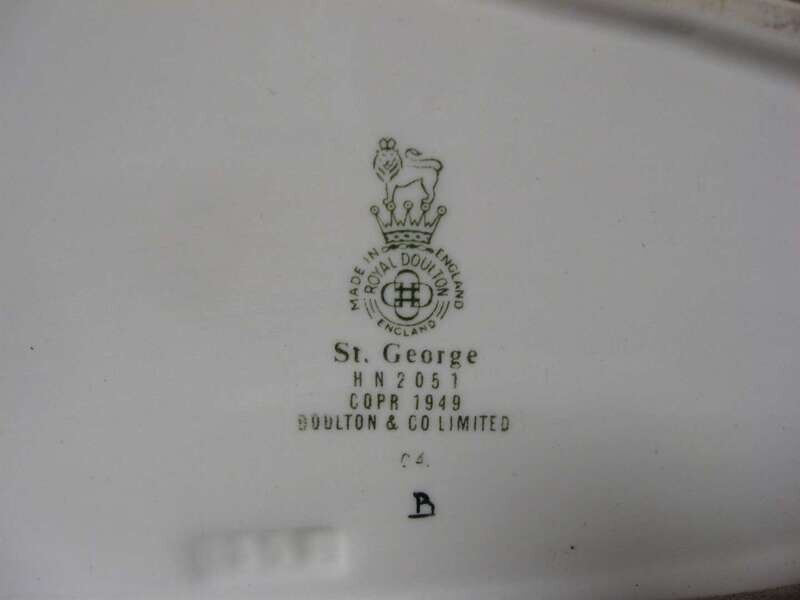 MADE IN ENGLAND
ROYAL DOULTON
ENGLAND
St. George
HN 2051
COPR 1949
DOULTON & CO LIMITED
B